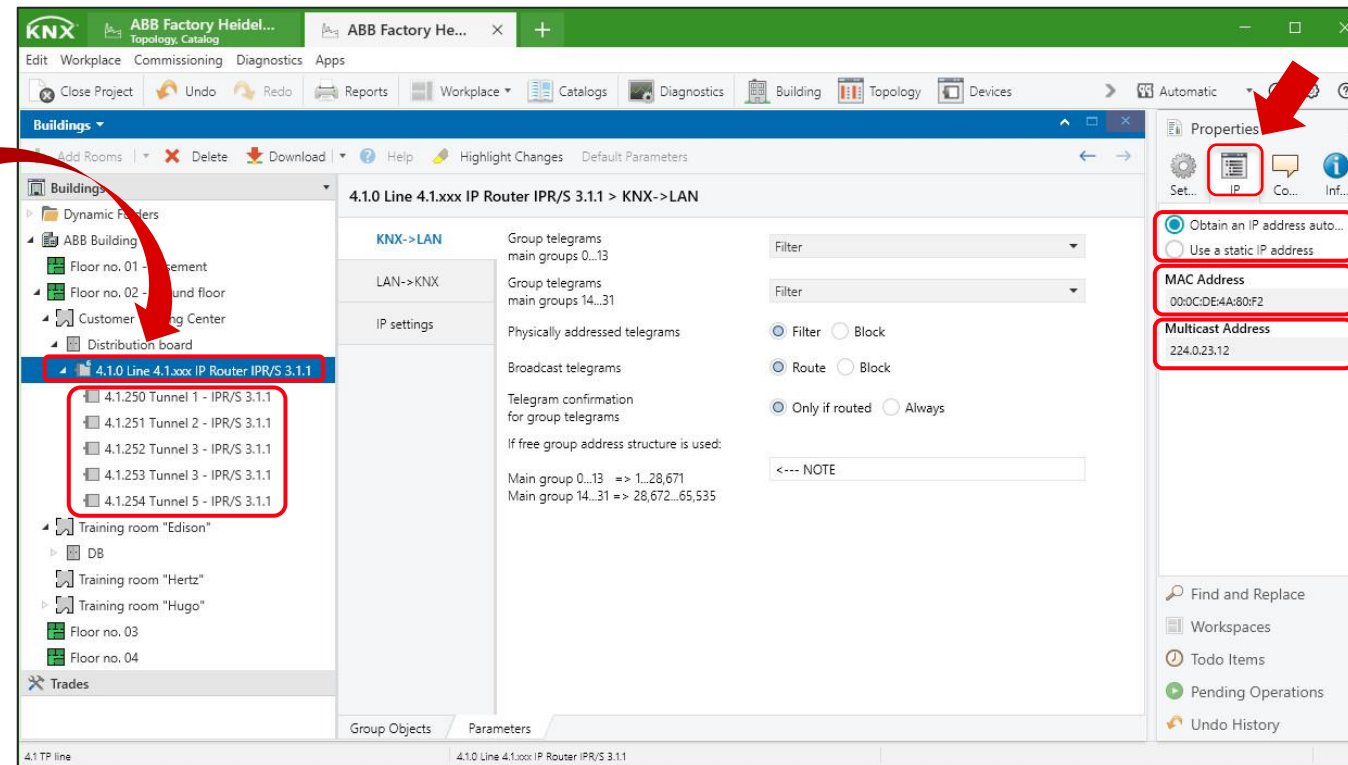 KNX
ABB Factory Heidel...
Topology, Catalog
ABB Factory He...
Edit Workplace Commissioning Diagnostics Apps
Close Project Undo Redo Reports Workplace Catalogs Diagnostics Building Topology Devices Automatic
Buildings
Add Rooms Delete Download Help Highlight Changes Default Parameters
Buildings
Dynamic Folders
ABB Building
Floor no. 01 -
Floor no. 02 -
Customer Center
Distribution board
4.1.0 Line 4.1.xxx IP Router IPR/S 3.1.1
4.1.250 Tunnel 1 - IPR/S 3.1.1
4.1.251 Tunnel 2 - IPR/S 3.1.1
4.1.252 Tunnel 3 - IPR/S 3.1.1
4.1.253 Tunnel 3 - IPR/S 3.1.1
4.1.254 Tunnel 5 - IPR/S 3.1.1
Training room "Edison"
DB
Training room "Hertz"
Training room "Hugo"
Floor no. 03
Floor no. 04
Trades
4.1.0 Line 4.1.xxx IP Router IPR/S 3.1.1 > KNX->LAN
KNX->LAN
LAN->KNX
IP settings
Group telegrams
main groups 0...13
Filter
Group telegrams
main groups 14...31
Filter
Physically addressed telegrams
Filter Block
Broadcast telegrams
Route Block
Telegram confirmation
for group telegrams
Only if routed Always
If free group address structure is used:
Main group 0...13 => 1...28,671
Main group 14...31 => 28,672...65,535
<--- NOTE
Group Objects Parameters
Properties
Set... IP Co... Inf...
Obtain an IP address auto...
Use a static IP address
MAC Address
00:0C:DE:4A:80:F2
Multicast Address
224.0.23.12
Find and Replace
Workspaces
Todo Items
Pending Operations
Undo History
4.1 TP line
4.1.0 Line 4.1.xxx IP Router IPR/S 3.1.1